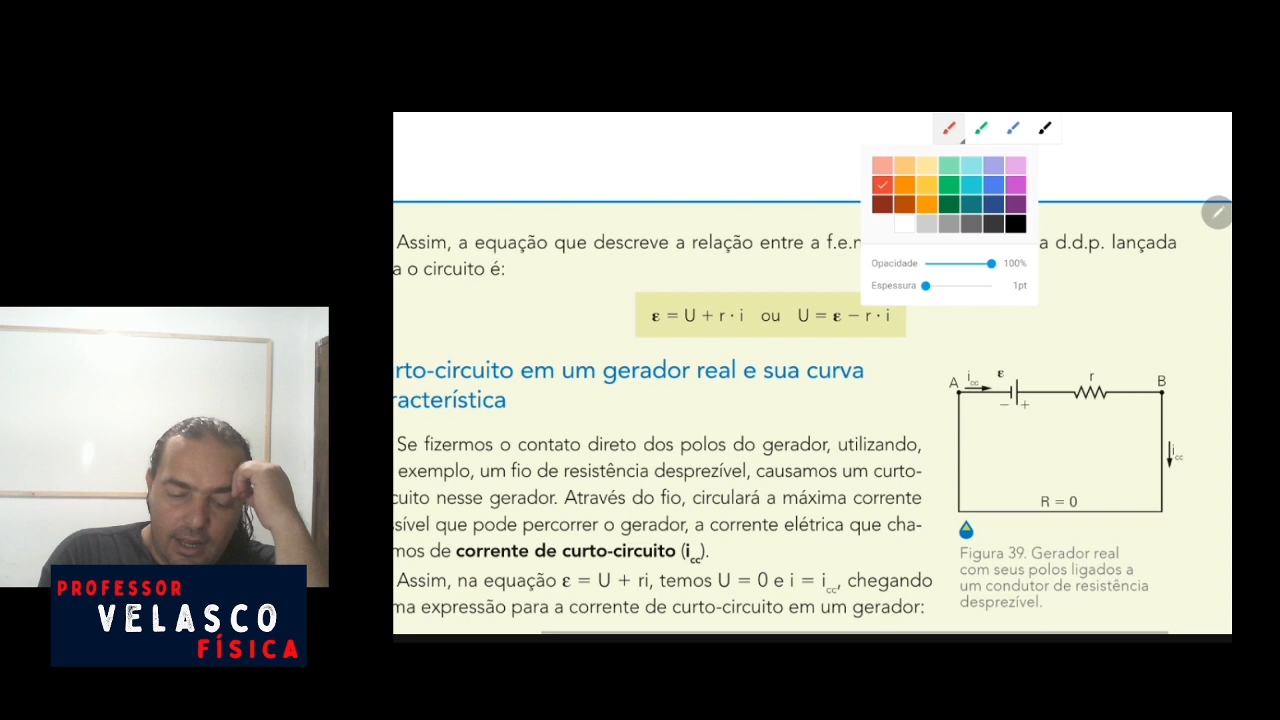 Assim, a equação que descreve a relação entre a f.e.m a d.d.p. lançada
a o circuito é:
Opacidade 100%
Espessura 1pt
ε = U + r · i ou U = ε − r · i
rto-circuito em um gerador real e sua curva
racterística
Se fizermos o contato direto dos polos do gerador, utilizando,
exemplo, um fio de resistência desprezível, causamos um curto-
cuito nesse gerador. Através do fio, circulará a máxima corrente
ssível que pode percorrer o gerador, a corrente elétrica que cha-
mos de corrente de curto-circuito (icc).
Assim, na equação ε = U + ri, temos U = 0 e i = icc, chegando
ma expressão para a corrente de curto-circuito em um gerador:
A icc ε r B
− +
icc
R = 0
Figura 39. Gerador real
com seus polos ligados a
um condutor de resistência
desprezível.
PROFESSOR
VELASCO
FÍSICA